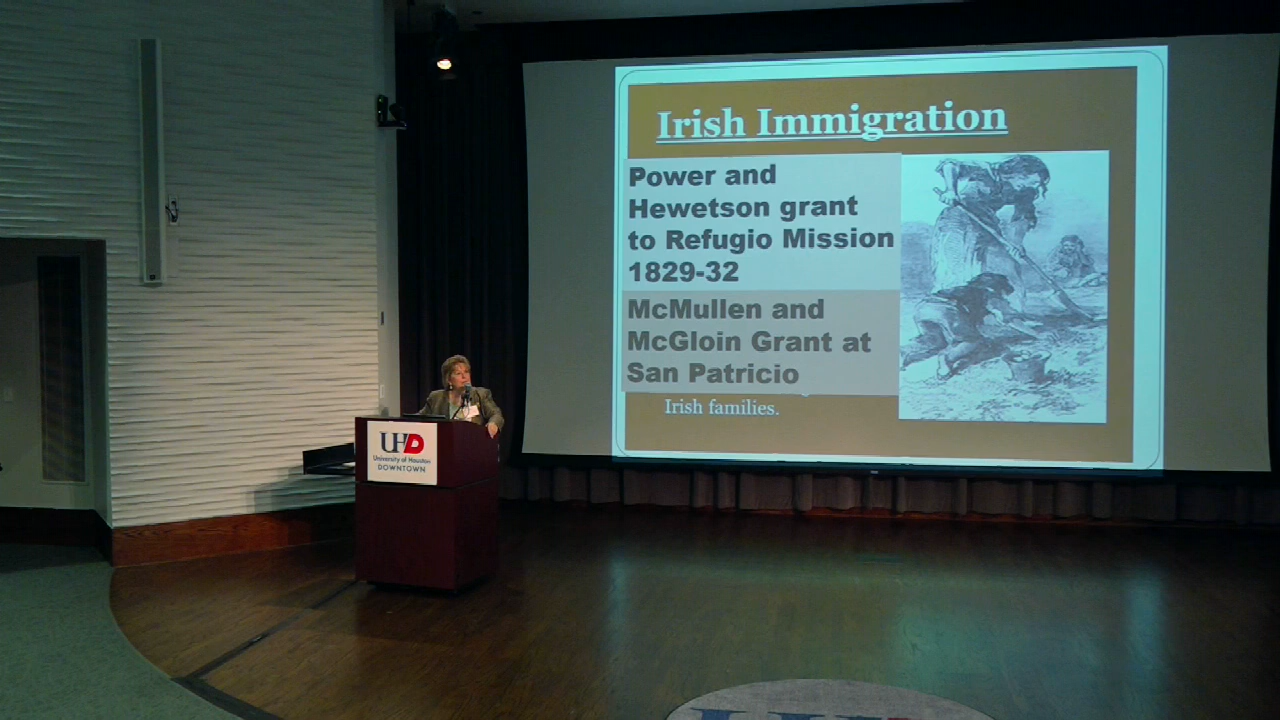 Irish Immigration
Power and
Hewetson grant
to Refugio Mission
1829-32
McMullen and
McGloin Grant at
San Patricio
Irish families.
UHD
University of Houston
DOWNTOWN